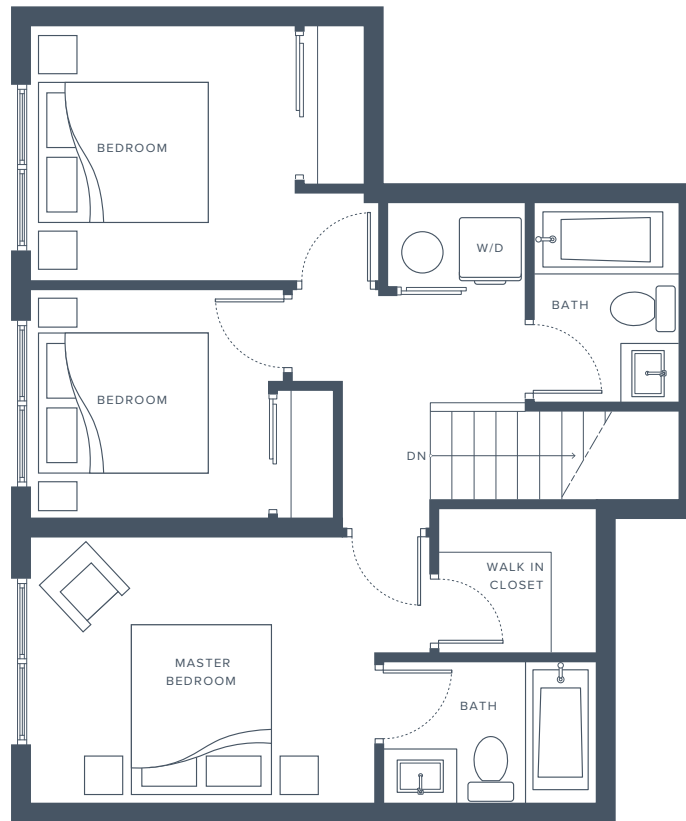 BEDROOM
W/D
BATH
BEDROOM
DN
WALK IN
CLOSET
MASTER
BEDROOM
BATH